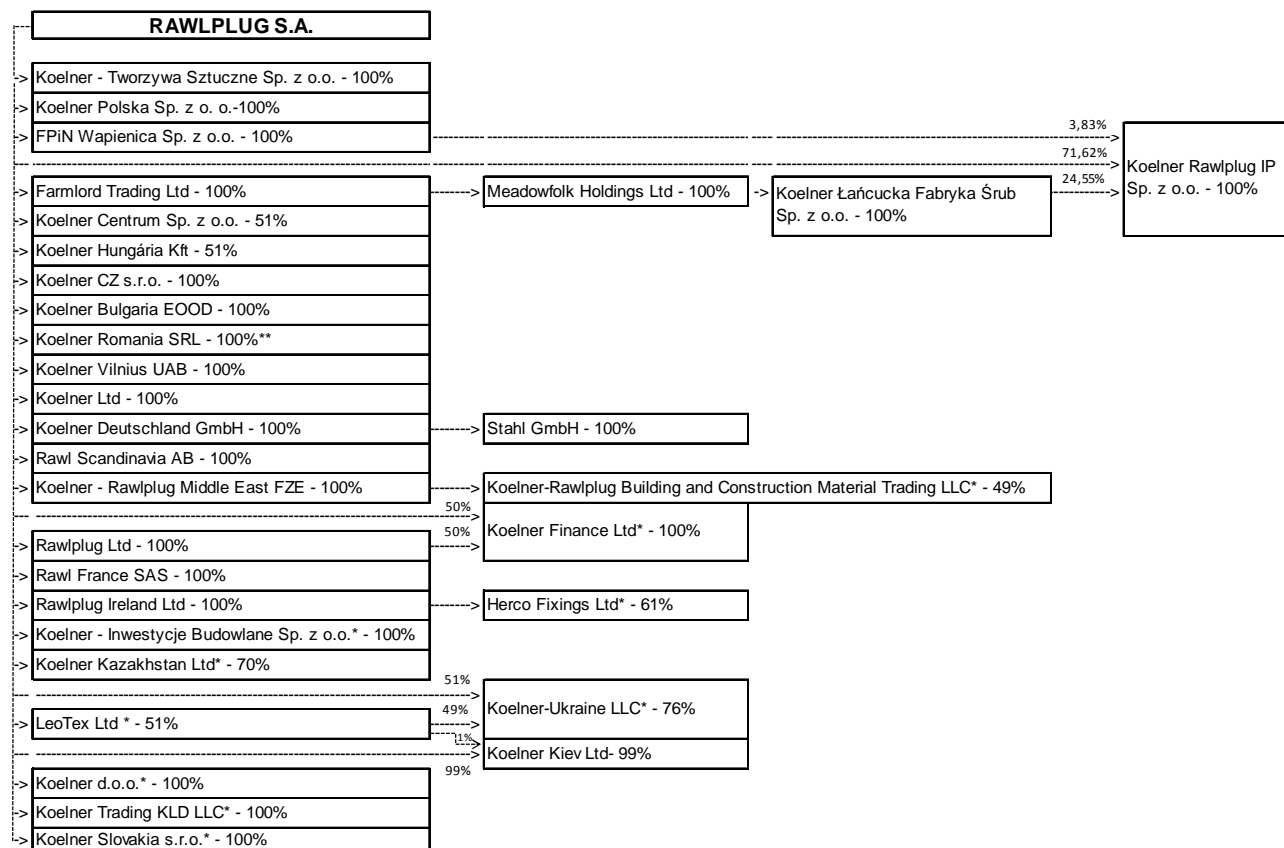 RAWLPLUG S.A.
Koelner - Tworzywa Sztuczne Sp. z o.o. - 100%
Koelner Polska Sp. z o. o.-100%
FPiN Wapienica Sp. z o.o. - 100%
3,83%
71,62%
24,55%
Koelner Rawlplug IP
Sp. z o.o. - 100%
Farmlord Trading Ltd - 100%
Meadowfolk Holdings Ltd - 100%
Koelner Łańcucka Fabryka Śrub
Sp. z o.o. - 100%
Koelner Centrum Sp. z o.o. - 51%
Koelner Hungária Kft - 51%
Koelner CZ s.r.o. - 100%
Koelner Bulgaria EOOD - 100%
Koelner Romania SRL - 100%**
Koelner Vilnius UAB - 100%
Koelner Ltd - 100%
Koelner Deutschland GmbH - 100%
Stahl GmbH - 100%
Rawl Scandinavia AB - 100%
Koelner - Rawlplug Middle East FZE - 100%
Koelner-Rawlplug Building and Construction Material Trading LLC* - 49%
50%
50%
Koelner Finance Ltd* - 100%
Rawlplug Ltd - 100%
Rawl France SAS - 100%
Rawlplug Ireland Ltd - 100%
Herco Fixings Ltd* - 61%
Koelner - Inwestycje Budowlane Sp. z o.o.* - 100%
Koelner Kazakhstan Ltd* - 70%
51%
49%
Koelner-Ukraine LLC* - 76%
LeoTex Ltd * - 51%
1%
Koelner Kiev Ltd- 99%
99%
Koelner d.o.o.* - 100%
Koelner Trading KLD LLC* - 100%
Koelner Slovakia s.r.o.* - 100%